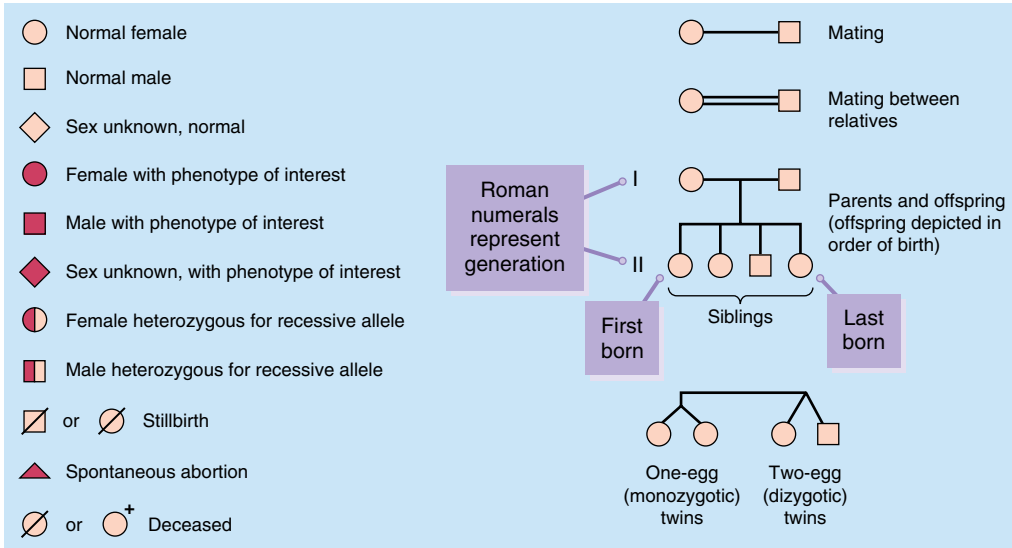 Normal female
Normal male
Sex unknown, normal
Female with phenotype of interest
Male with phenotype of interest
Sex unknown, with phenotype of interest
Female heterozygous for recessive allele
Male heterozygous for recessive allele
or Stillbirth
Spontaneous abortion
or + Deceased
Mating
Mating between
relatives
Roman
numerals
represent
generation
I
II
Parents and offspring
(offspring depicted in
order of birth)
First
born
Siblings
Last
born
One-egg
(monozygotic)
twins
Two-egg
(dizygotic)
twins